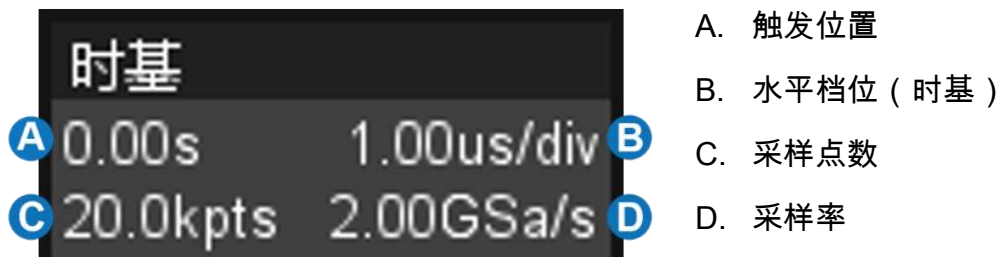 时基
A 0.00s 1.00us/div B
C 20.0kpts 2.00GSa/s D
A. 触发位置
B. 水平档位（时基）
C. 采样点数
D. 采样率